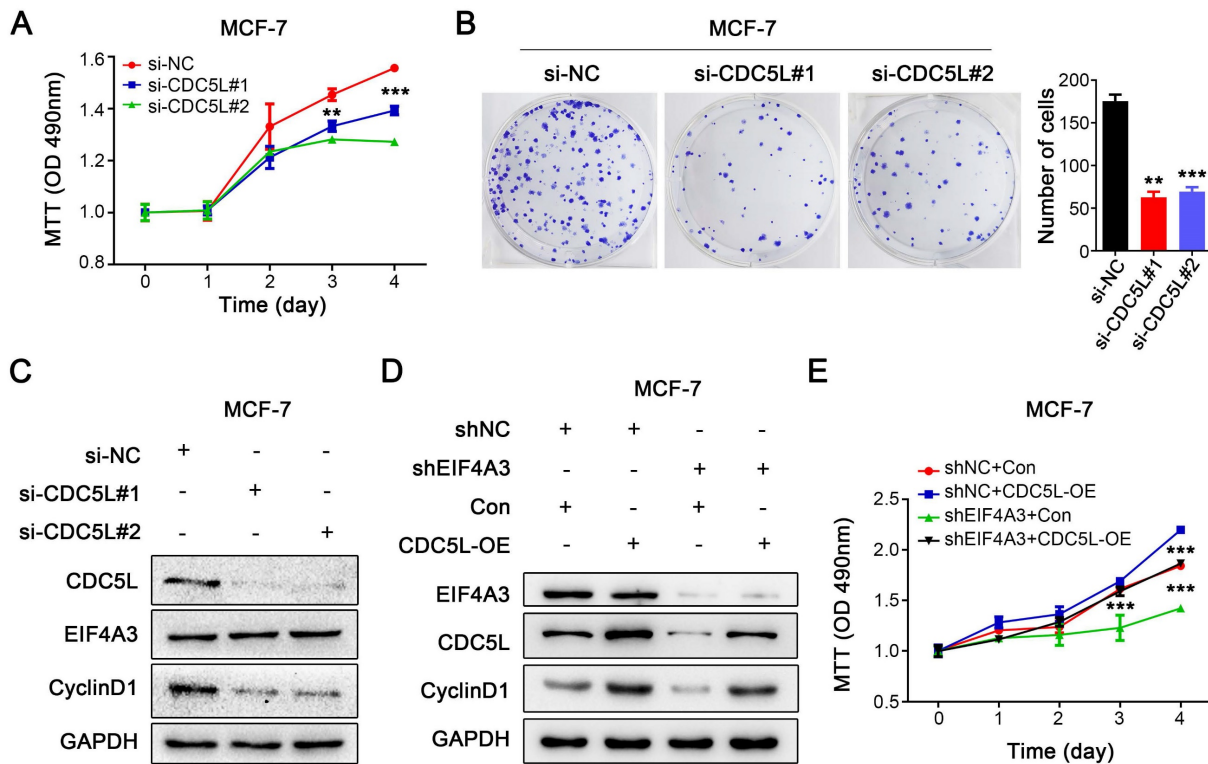 A
MCF-7
si-NC
si-CDC5L#1
si-CDC5L#2
MTT (OD 490nm)
1.6
1.4
1.2
1.0
0.8
**
***
0 1 2 3 4
Time (day)
B
MCF-7
si-NC si-CDC5L#1 si-CDC5L#2
Number of cells
200
150
100
50
0
** ***
si-NC
si-CDC5L#1
si-CDC5L#2
C
MCF-7
si-NC + - -
si-CDC5L#1 - + -
si-CDC5L#2 - - +
CDC5L
EIF4A3
CyclinD1
GAPDH
D
MCF-7
shNC + + - -
shEIF4A3 - - + +
Con + - + -
CDC5L-OE - + - +
EIF4A3
CDC5L
CyclinD1
GAPDH
E
MCF-7
shNC+Con
shNC+CDC5L-OE
shEIF4A3+Con
shEIF4A3+CDC5L-OE
MTT (OD 490nm)
2.5
2.0
1.5
1.0
0.5
***
***
***
0 1 2 3 4
Time (day)